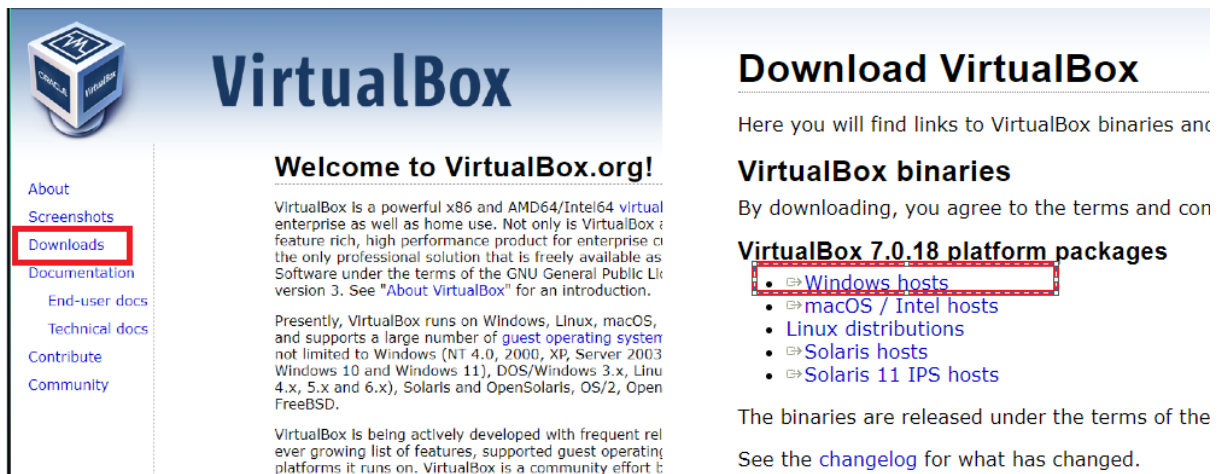 VirtualBox
About
Screenshots
Downloads
Documentation
End-user docs
Technical docs
Contribute
Community
Welcome to VirtualBox.org!
VirtualBox is a powerful x86 and AMD64/Intel64 virtual
enterprise as well as home use. Not only is VirtualBox
feature rich, high performance product for enterprise
the only professional solution that is freely available as
Software under the terms of the GNU General Public
version 3. See "About VirtualBox" for an introduction.
Presently, VirtualBox runs on Windows, Linux, macOS,
and supports a large number of guest operating system
not limited to Windows (NT 4.0, 2000, XP, Server 2003
Windows 10 and Windows 11), DOS/Windows 3.x,
4.x, 5.x and 6.x), Solaris and OpenSolaris, OS/2, Open
FreeBSD.
VirtualBox is being actively developed with frequent
ever growing list of features, supported guest operating
platforms it runs on. VirtualBox is a community effort
Download VirtualBox
Here you will find links to VirtualBox binaries
VirtualBox binaries
By downloading, you agree to the terms and
VirtualBox 7.0.18 platform packages
Windows hosts
macOS / Intel hosts
Linux distributions
Solaris hosts
Solaris 11 IPS hosts
The binaries are released under the terms of the
See the changelog for what has changed.